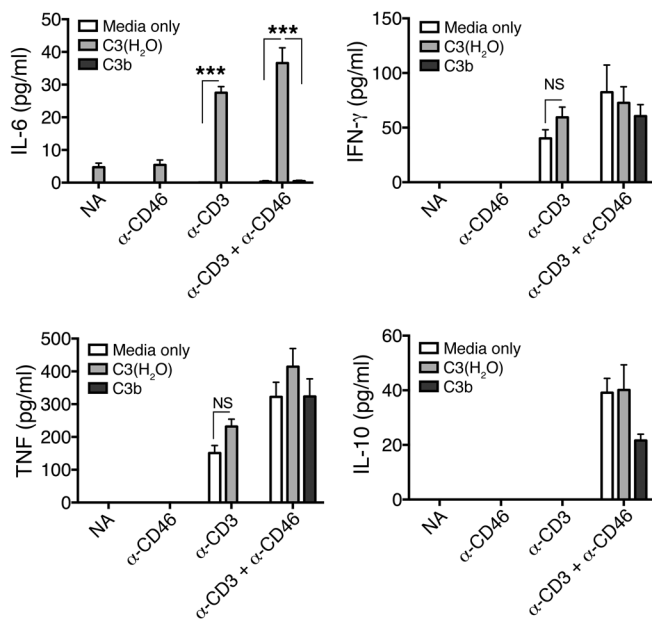 Media only
C3(H₂O)
C3b
***
***
50
40
30
20
10
0
IL-6 (pg/ml)
NA
α-CD46
α-CD3
α-CD3 + α-CD46
Media only
C3(H₂O)
C3b
NS
150
100
50
0
IFN-γ (pg/ml)
NA
α-CD46
α-CD3
α-CD3 + α-CD46
Media only
C3(H₂O)
C3b
NS
500
400
300
200
100
0
TNF (pg/ml)
NA
α-CD46
α-CD3
α-CD3 + α-CD46
Media only
C3(H₂O)
C3b
60
40
20
0
IL-10 (pg/ml)
NA
α-CD46
α-CD3
α-CD3 + α-CD46